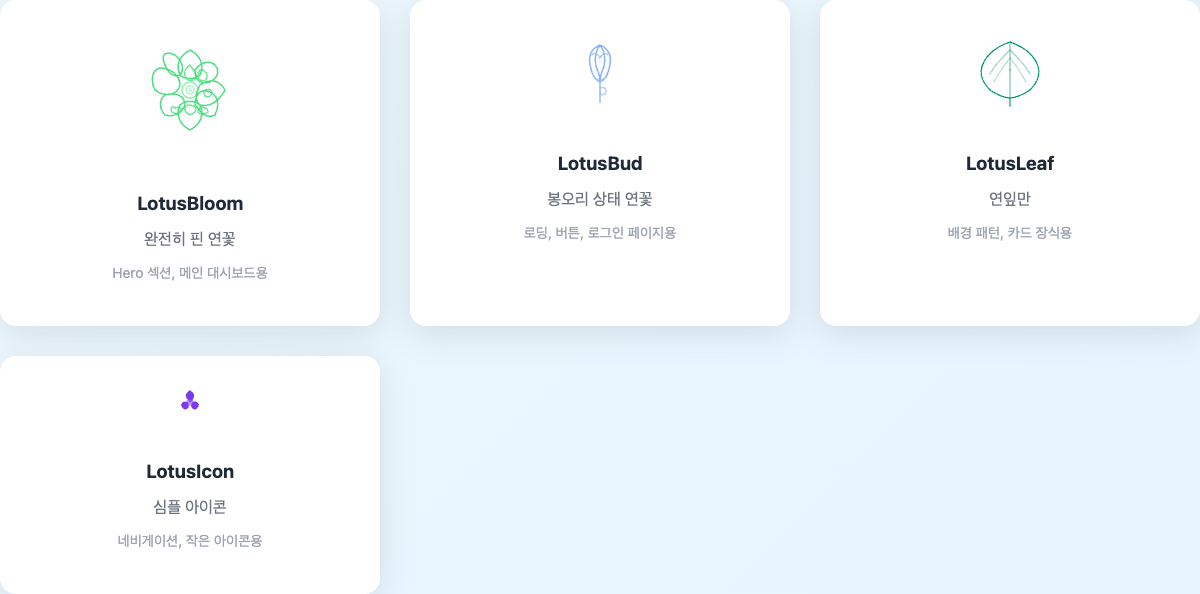 LotusBloom
완전히 핀 연꽃
Hero 섹션, 메인 대시보드용
LotusBud
봉오리 상태 연꽃
로딩, 버튼, 로그인 페이지용
LotusLeaf
연잎만
배경 패턴, 카드 장식용
LotusIcon
심플 아이콘
네비게이션, 작은 아이콘용